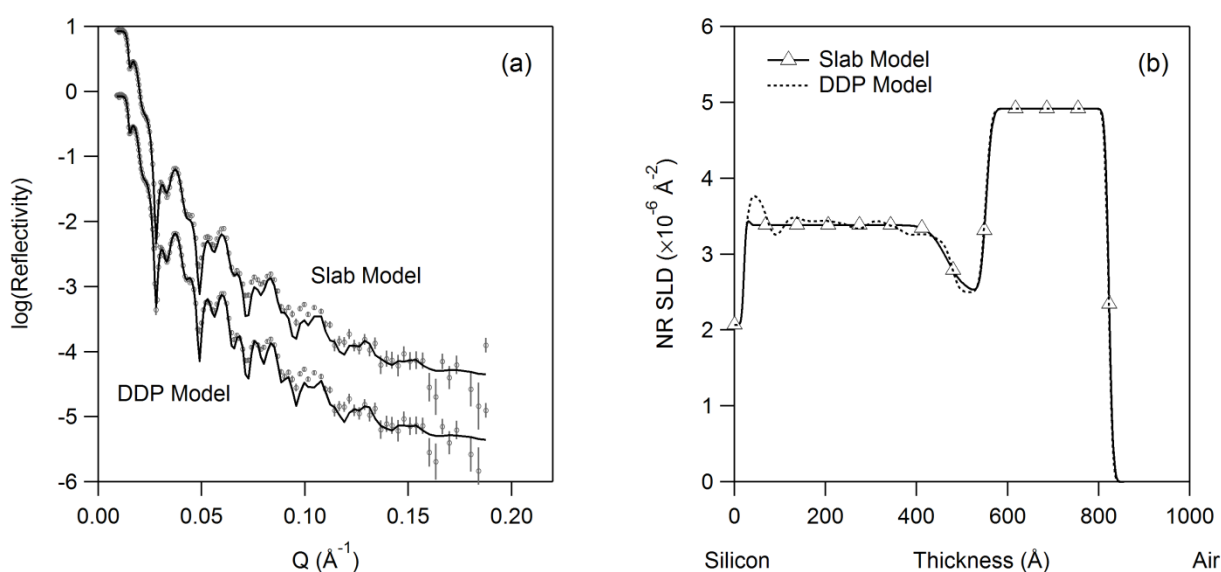 (a)
log(Reflectivity)
1
0
-1
-2
-3
-4
-5
-6
Slab Model
DDP Model
0.00
0.05
0.10
0.15
0.20
Q (Å-1)
(b)
Slab Model
DDP Model
NR SLD (×10-6 Å-2)
6
5
4
3
2
1
0
0
200
400
600
800
1000
Silicon
Thickness (Å)
Air